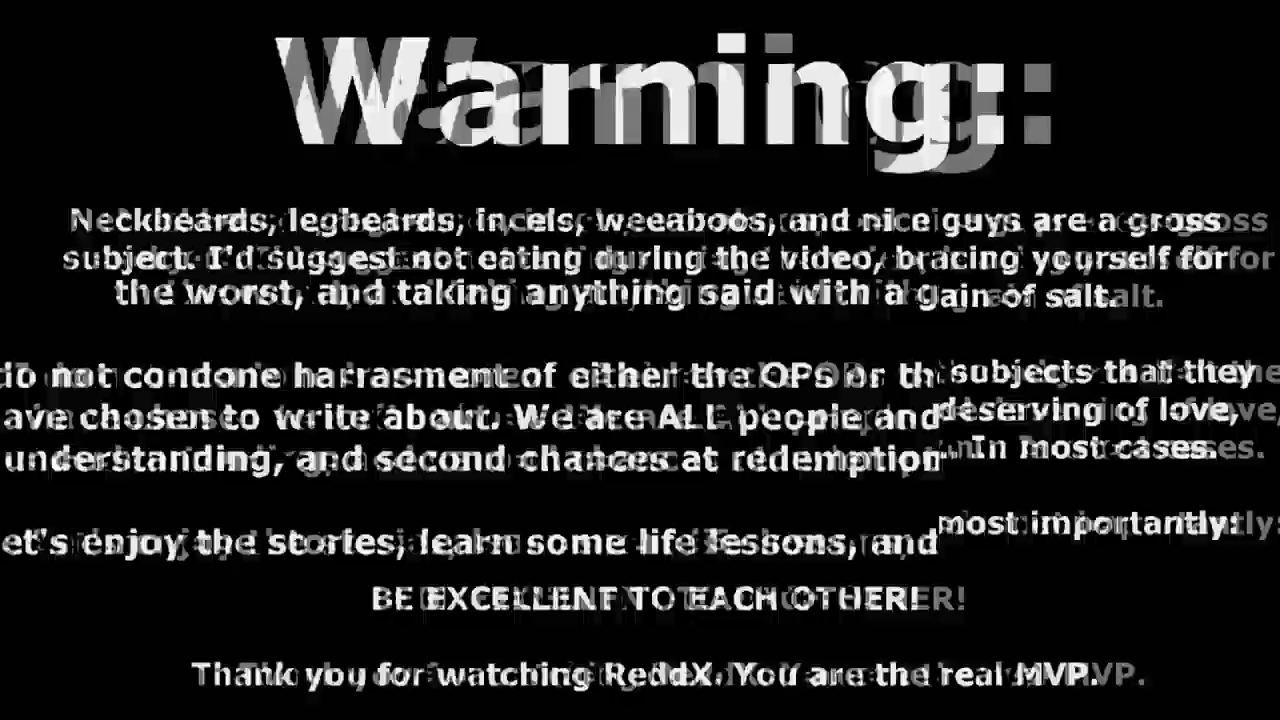 Warning:
Neckbeards, legbeards, incels, weeaboos, and nice guys are a gross
subject. I'd suggest not eating during the video, bracing yourself for
the worst, and taking anything said with a gain of salt.
do not condone harrasment of either the OPs or th subjects that they
ave chosen to write about. We are ALL people and deserving of love,
understanding, and second chances at redemption. In most cases.
et's enjoy the stories, learn some life lessons, and most importantly:
BE EXCELLENT TO EACH OTHER!
Thank you for watching ReddX. You are the real MVP.